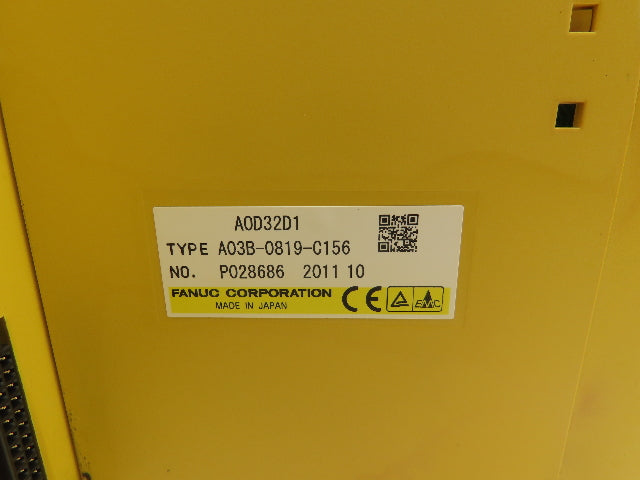 AOD32D1
TYPE A03B-0819-C156
NO. P028686 2011 10
FANUC CORPORATION
MADE IN JAPAN
CE
EMC